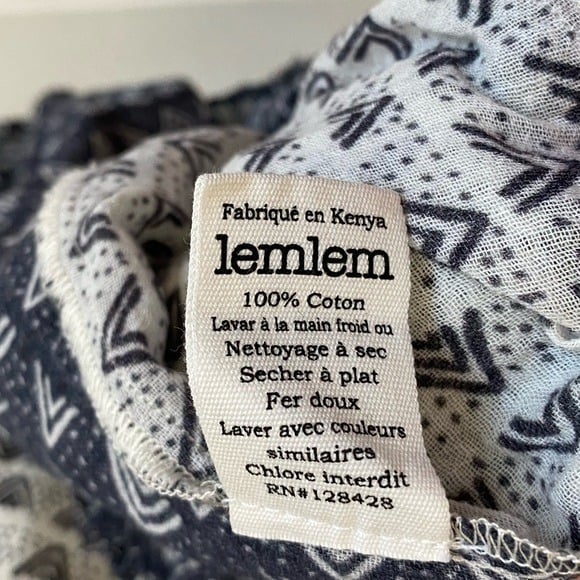 Fabriqué en Kenya
lemlem
100% Coton
Lavar à la main froid ou
Nettoyage à sec
Secher à plat
Fer doux
Laver avec couleurs
similaires
Chlore interdit
RN#128428